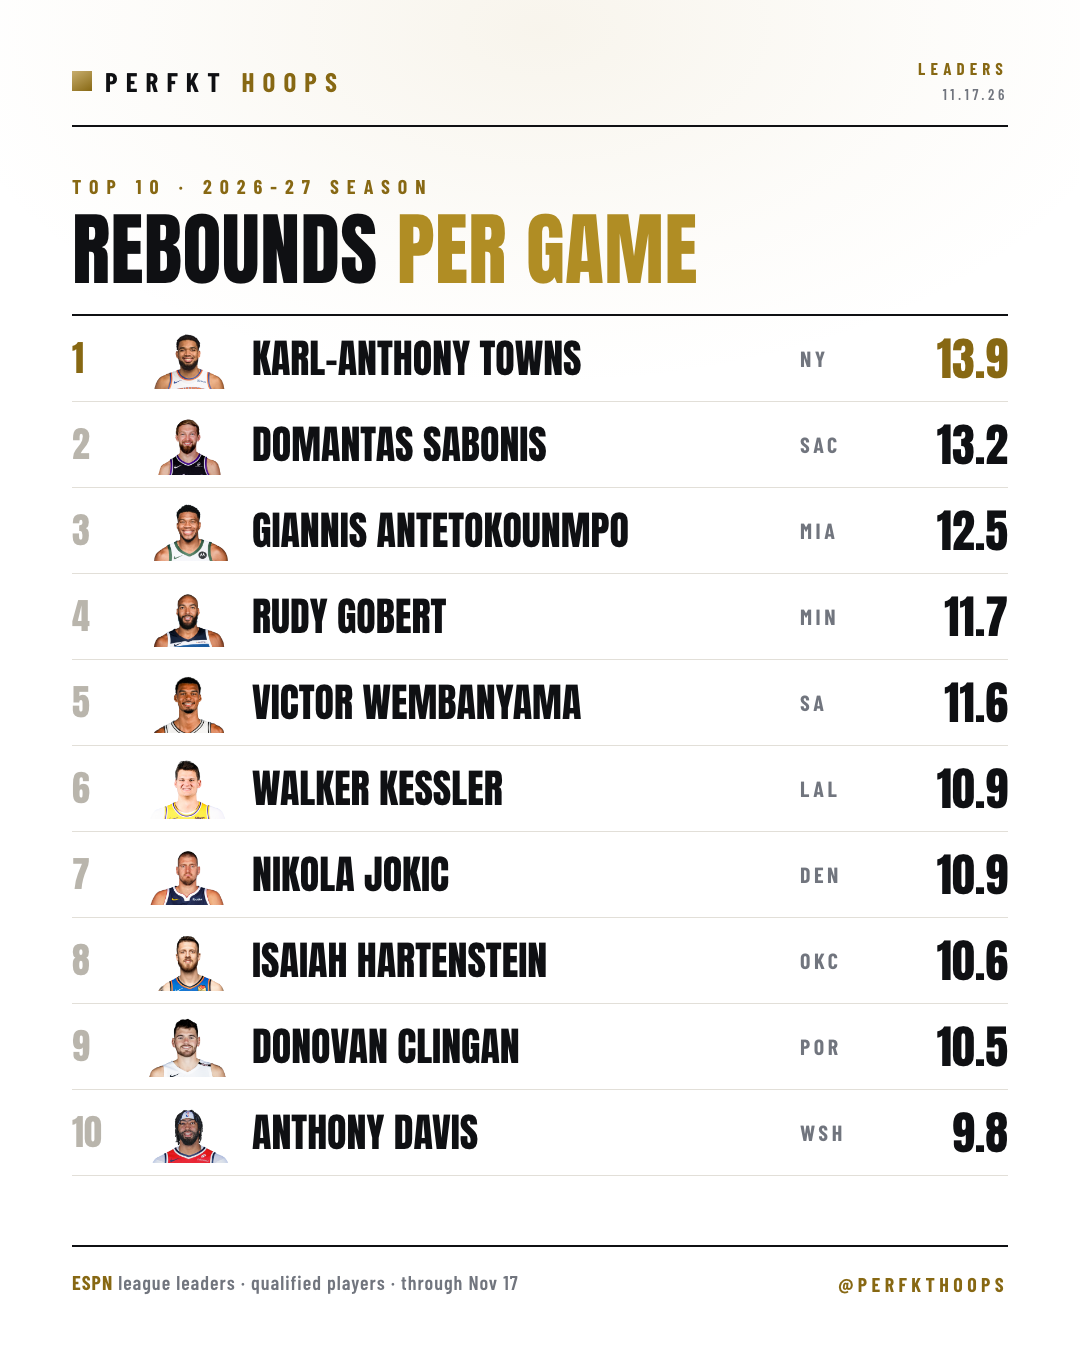 PERFKT HOOPS
LEADERS
11.17.26
TOP 10 · 2026-27 SEASON
REBOUNDS PER GAME
1 KARL-ANTHONY TOWNS NY 13.9
2 DOMANTAS SABONIS SAC 13.2
3 GIANNIS ANTETOKOUNMPO MIA 12.5
4 RUDY GOBERT MIN 11.7
5 VICTOR WEMBANYAMA SA 11.6
6 WALKER KESSLER LAL 10.9
7 NIKOLA JOKIC DEN 10.9
8 ISAIAH HARTENSTEIN OKC 10.6
9 DONOVAN CLINGAN POR 10.5
10 ANTHONY DAVIS WSH 9.8
ESPN league leaders · qualified players · through Nov 17
@PERFKTHOOPS